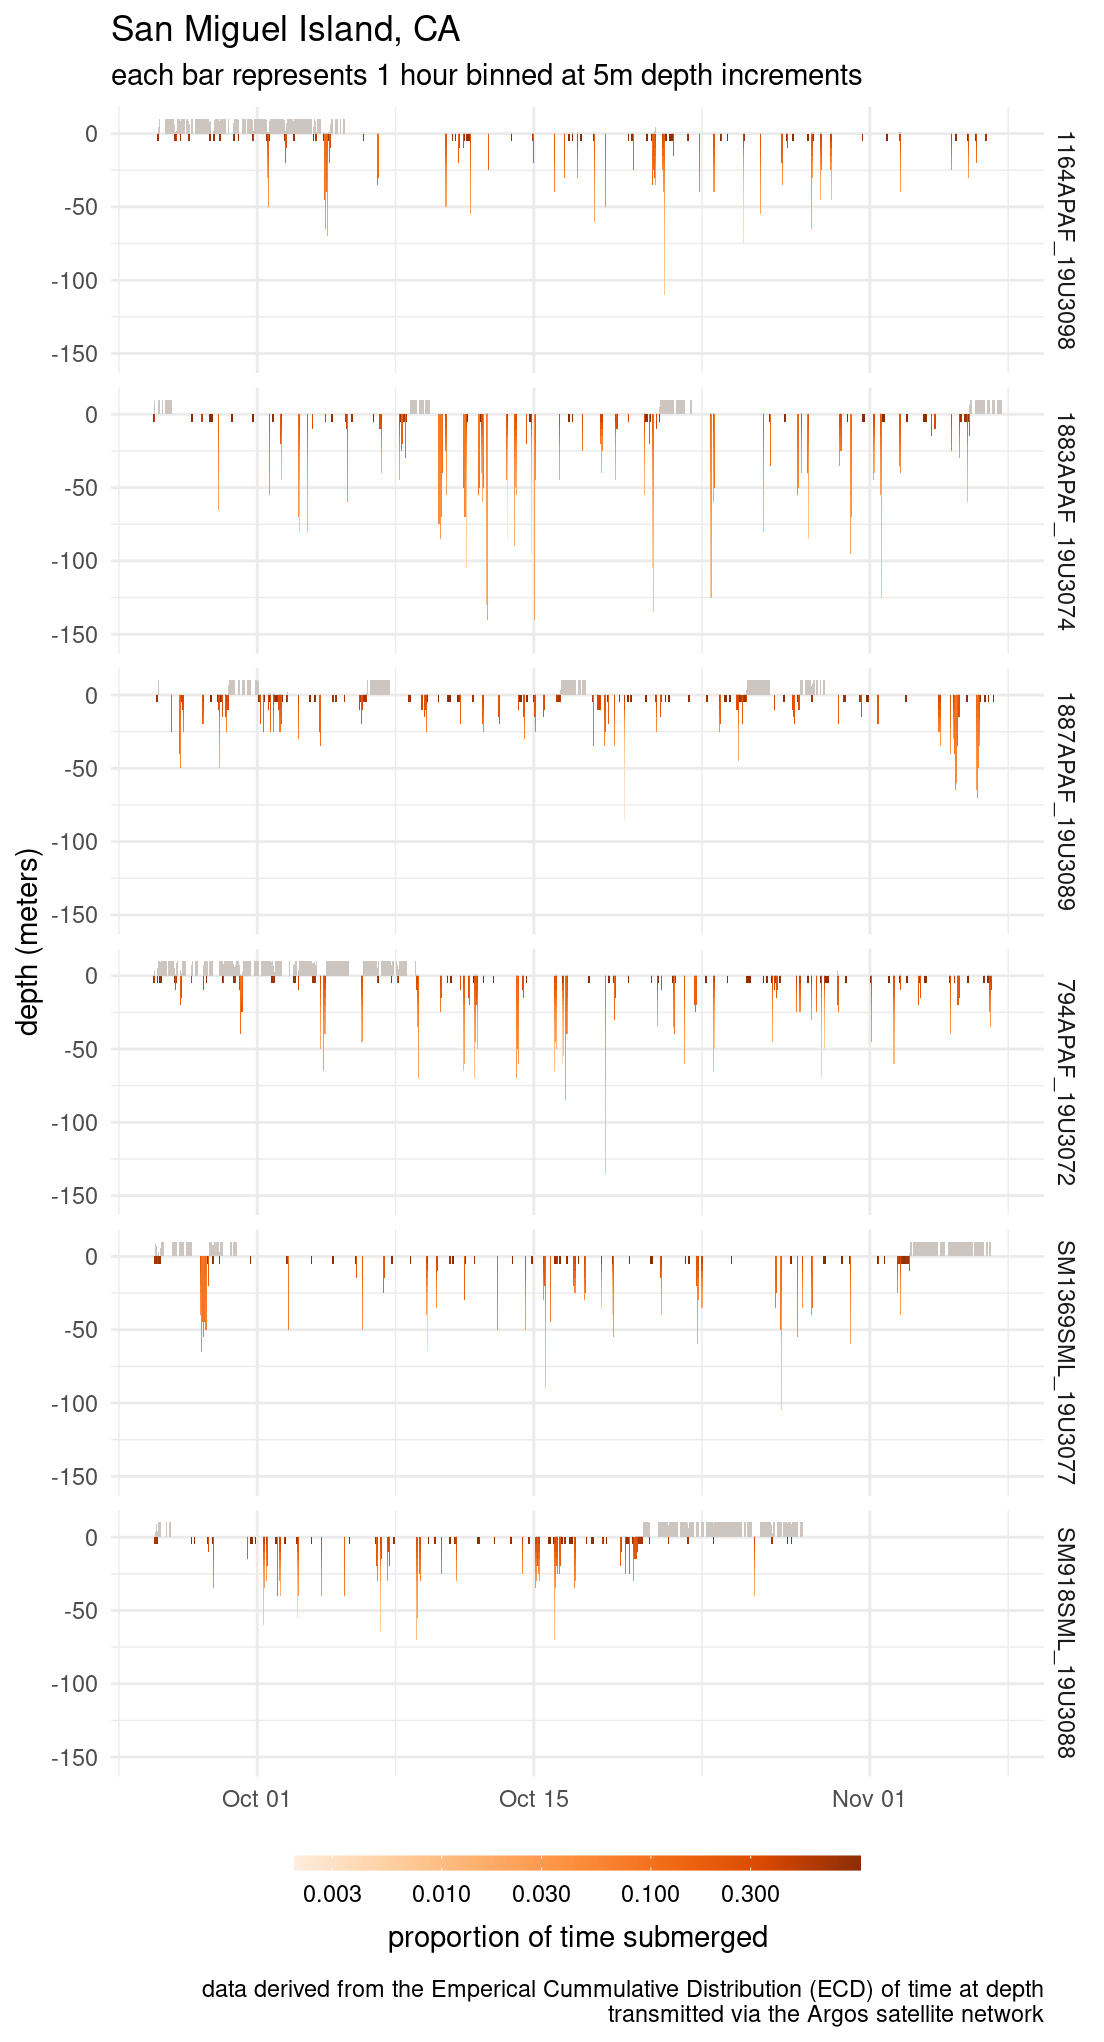 San Miguel Island, CA
each bar represents 1 hour binned at 5m depth increments
depth (meters)
0
-50
-100
-150
1164APAF_19U3098
0
-50
-100
-150
1883APAF_19U3074
0
-50
-100
-150
1887APAF_19U3089
0
-50
-100
-150
794APAF_19U3072
0
-50
-100
-150
SM1369SML_19U3077
0
-50
-100
-150
SM918SML_19U3088
Oct 01 Oct 15 Nov 01
0.003 0.010 0.030 0.100 0.300
proportion of time submerged
data derived from the Emperical Cummulative Distribution (ECD) of time at depth
transmitted via the Argos satellite network